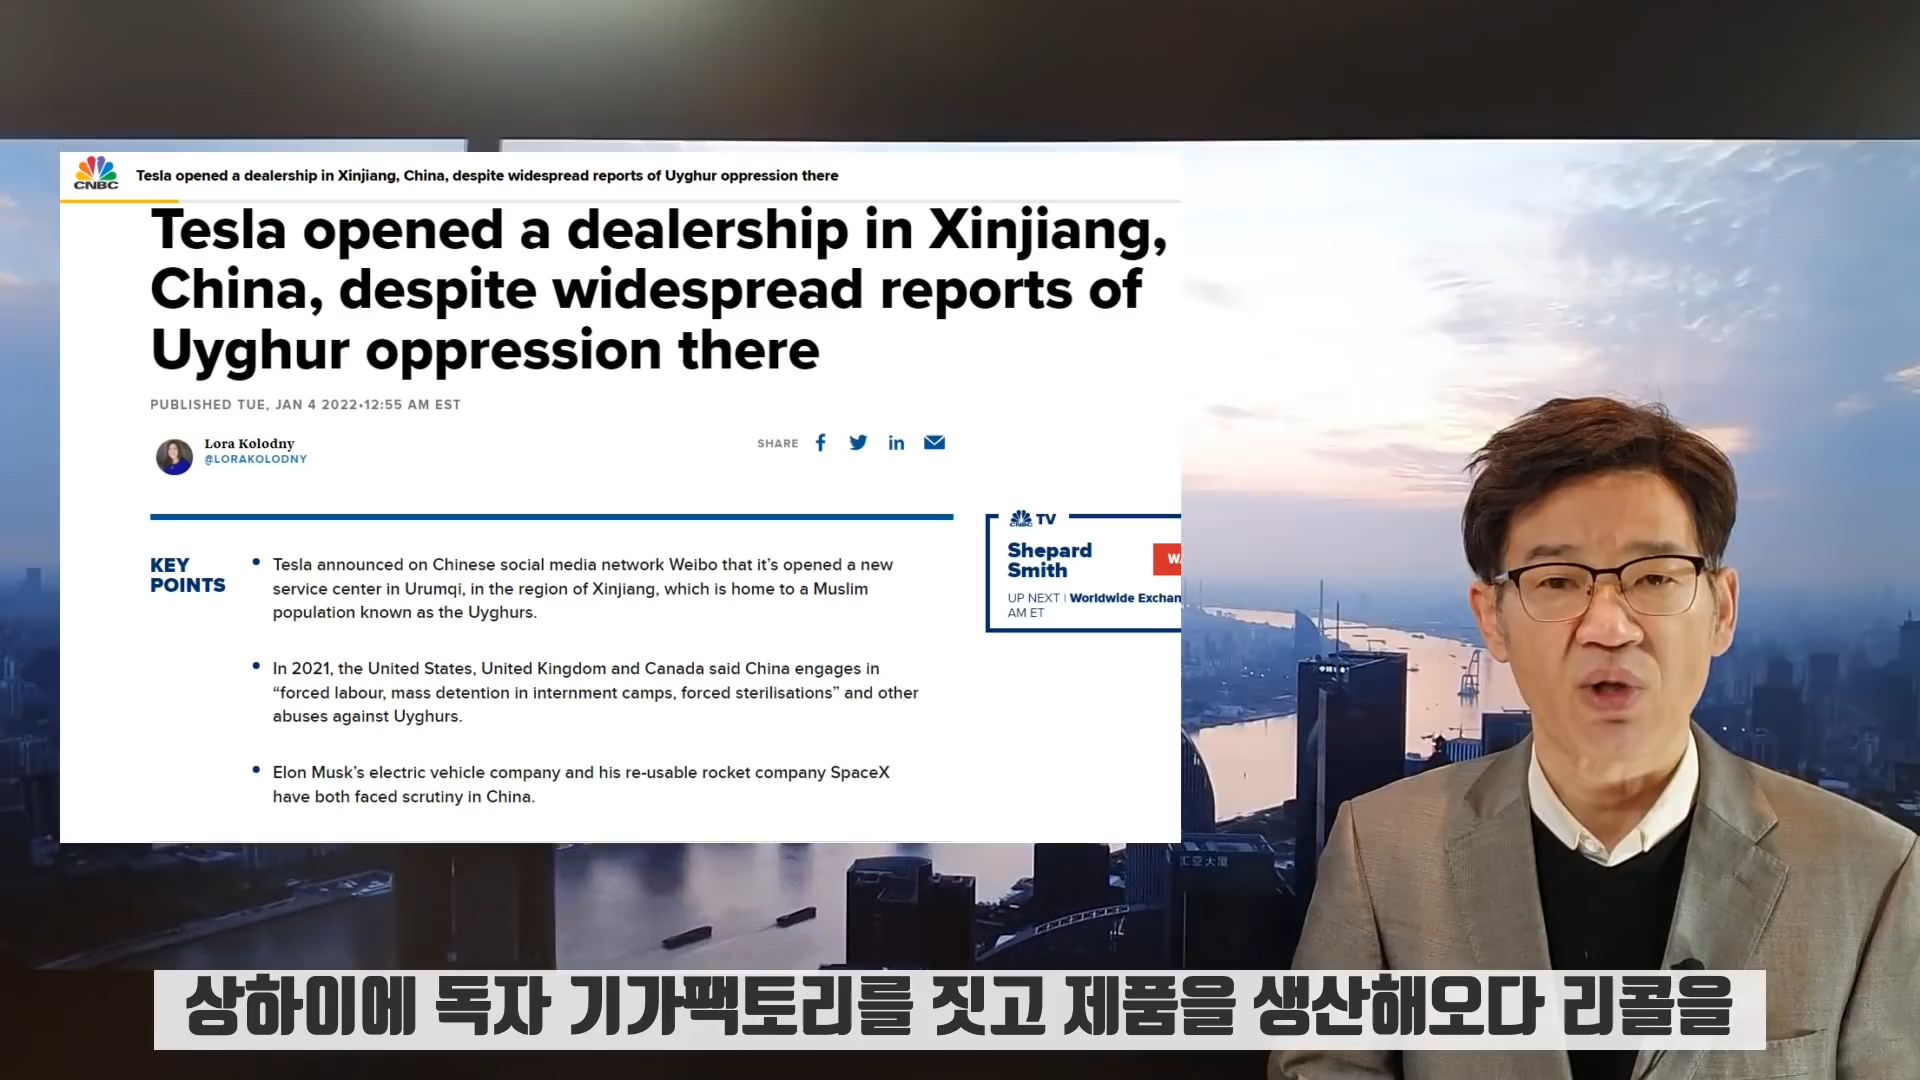 CNBC
Tesla opened a dealership in Xinjiang, China, despite widespread reports of Uyghur oppression there
Tesla opened a dealership in Xinjiang,
China, despite widespread reports of
Uyghur oppression there
PUBLISHED TUE, JAN 4 2022•12:55 AM EST
Lora Kolodny
@LORAKOLODNY
SHARE
KEY
POINTS
Tesla announced on Chinese social media network Weibo that it’s opened a new
service center in Urumqi, in the region of Xinjiang, which is home to a Muslim
population known as the Uyghurs.
In 2021, the United States, United Kingdom and Canada said China engages in
“forced labour, mass detention in internment camps, forced sterilisations” and other
abuses against Uyghurs.
Elon Musk’s electric vehicle company and his re-usable rocket company SpaceX
have both faced scrutiny in China.
CNBC TV
Shepard
Smith
UP NEXT | Worldwide Exchan
AM ET
汇亚大厦
상하이에 독자 기가팩토리를 짓고 제품을 생산해오다 리콜을